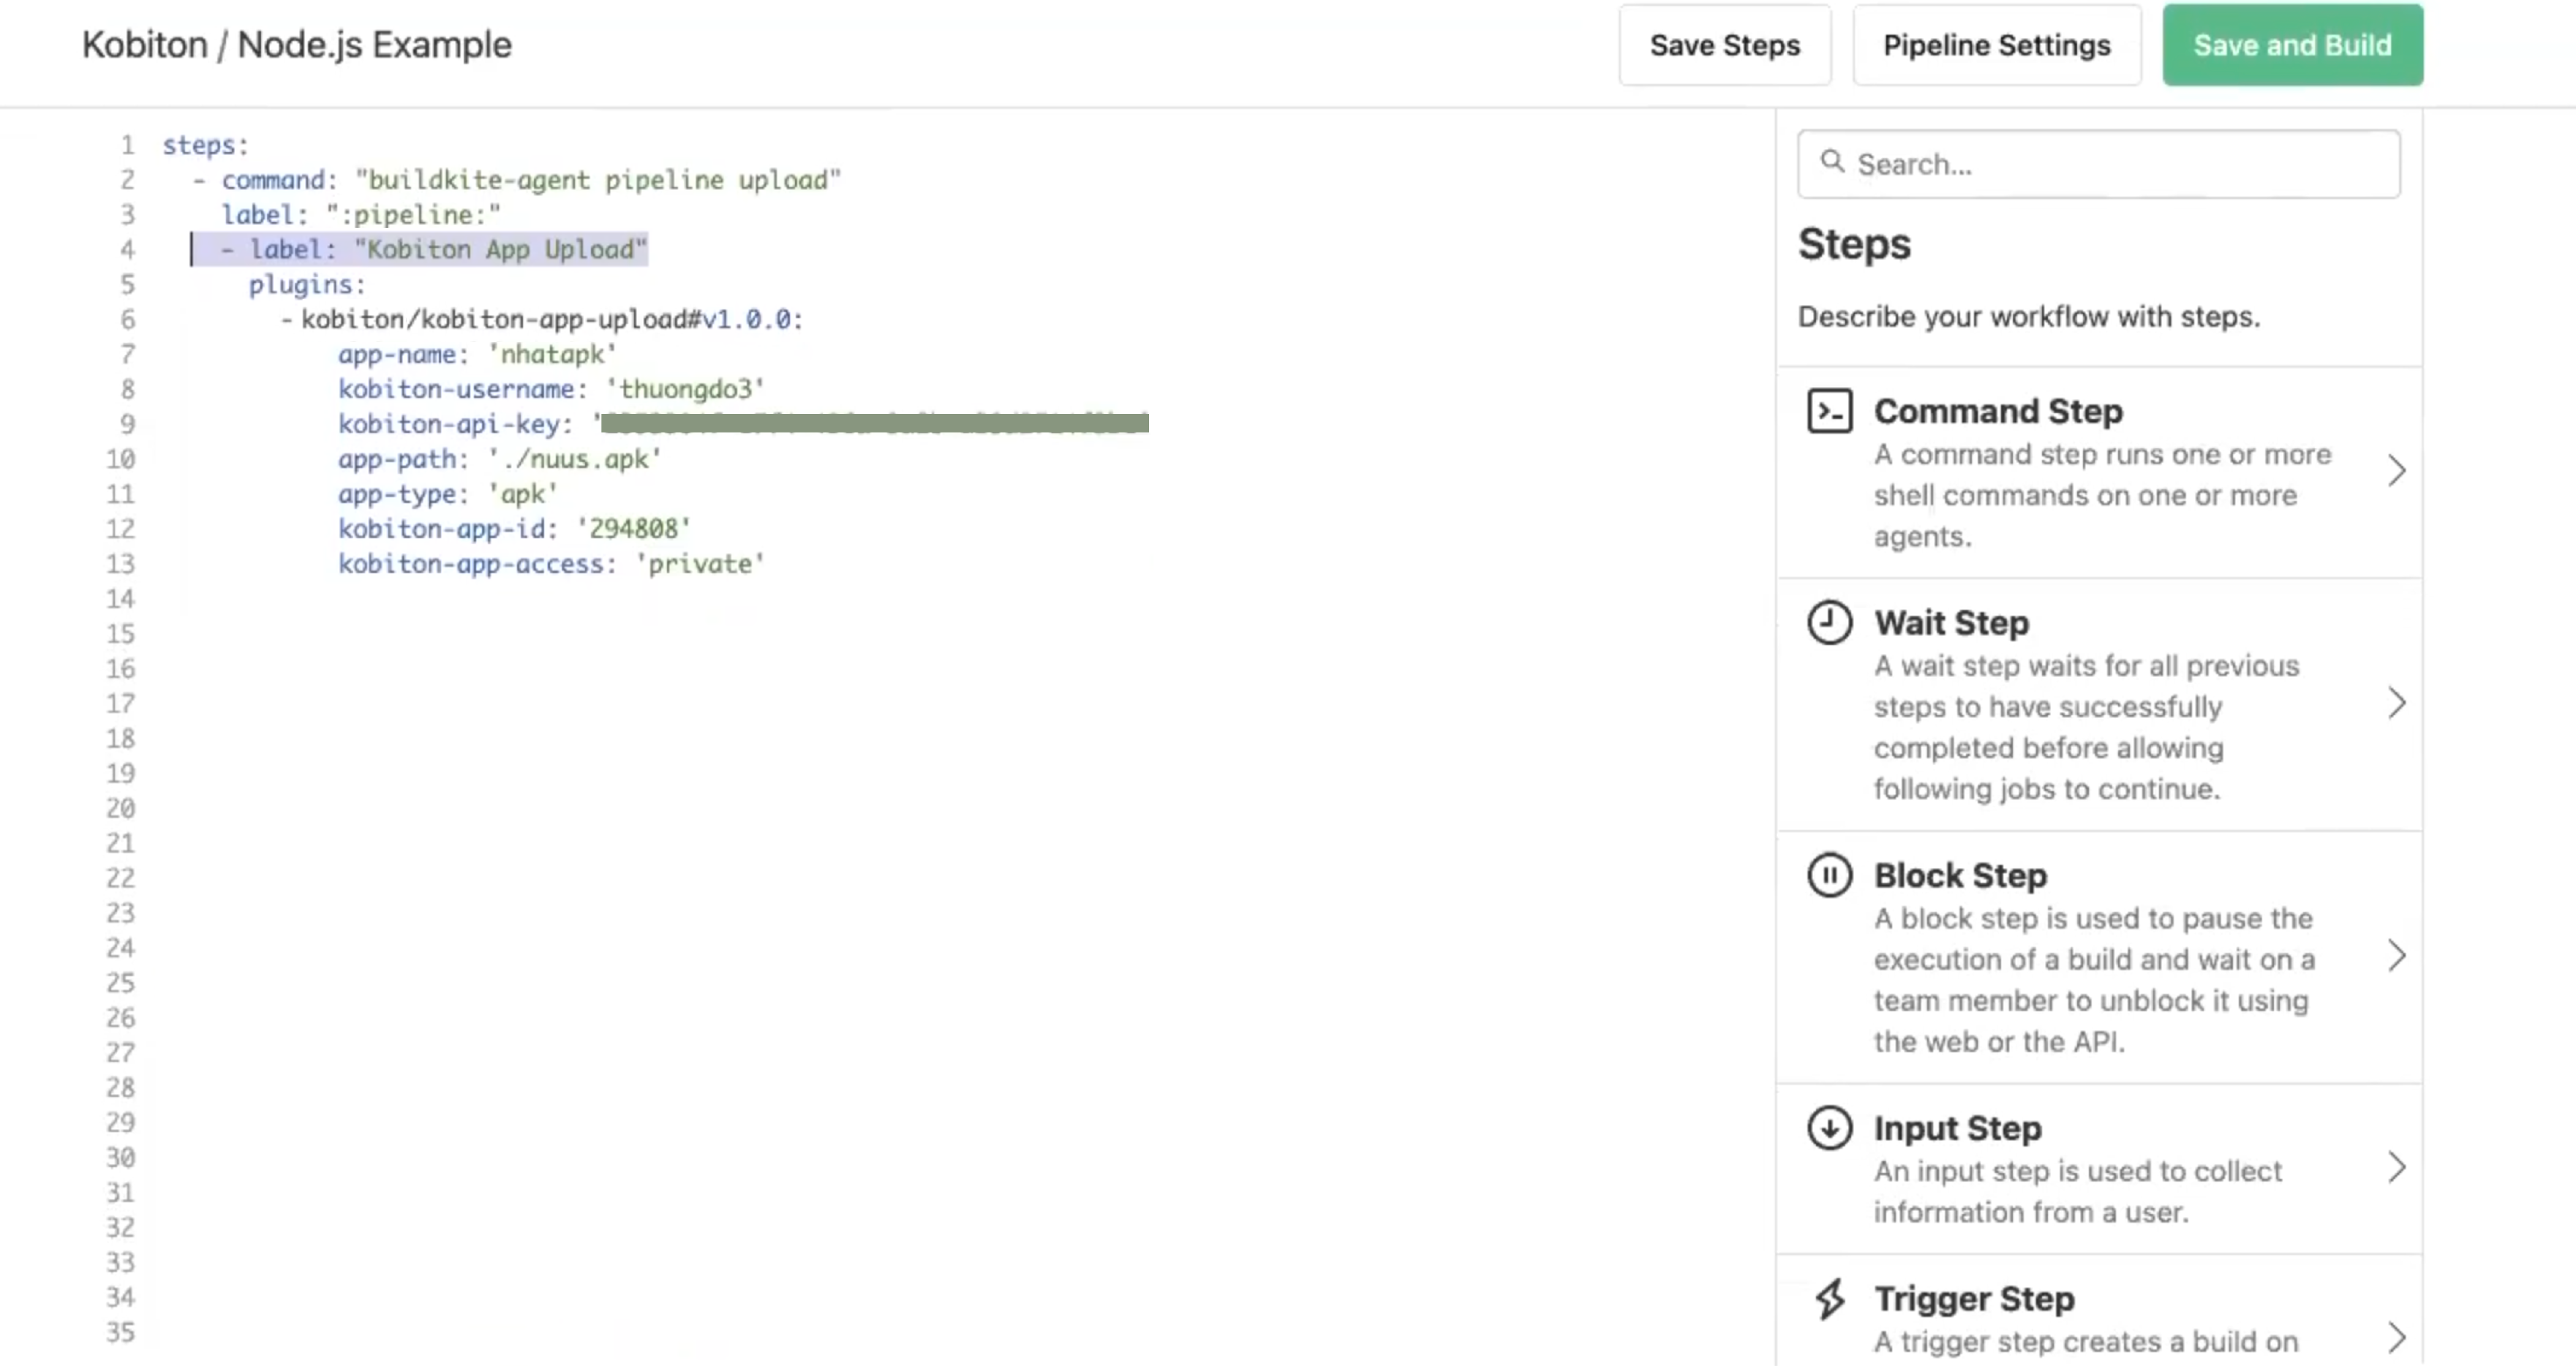 Kobiton / Node.js Example
Save Steps
Pipeline Settings
Save and Build
1 steps:
2 - command: "buildkite-agent pipeline upload"
3 label: ":pipeline:"
4 - label: "Kobiton App Upload"
5 plugins:
6 - kobiton/kobiton-app-upload#v1.0.0:
7 app-name: 'nhatapk'
8 kobiton-username: 'thuongdo3'
9 kobiton-api-key: '
10 app-path: './nuus.apk'
11 app-type: 'apk'
12 kobiton-app-id: '294808'
13 kobiton-app-access: 'private'
14
15
16
17
18
19
20
21
22
23
24
25
26
27
28
29
30
31
32
33
34
35
Search...
Steps
Describe your workflow with steps.
Command Step
A command step runs one or more
shell commands on one or more
agents.
Wait Step
A wait step waits for all previous
steps to have successfully
completed before allowing
following jobs to continue.
Block Step
A block step is used to pause the
execution of a build and wait on a
team member to unblock it using
the web or the API.
Input Step
An input step is used to collect
information from a user.
Trigger Step
A trigger step creates a build on